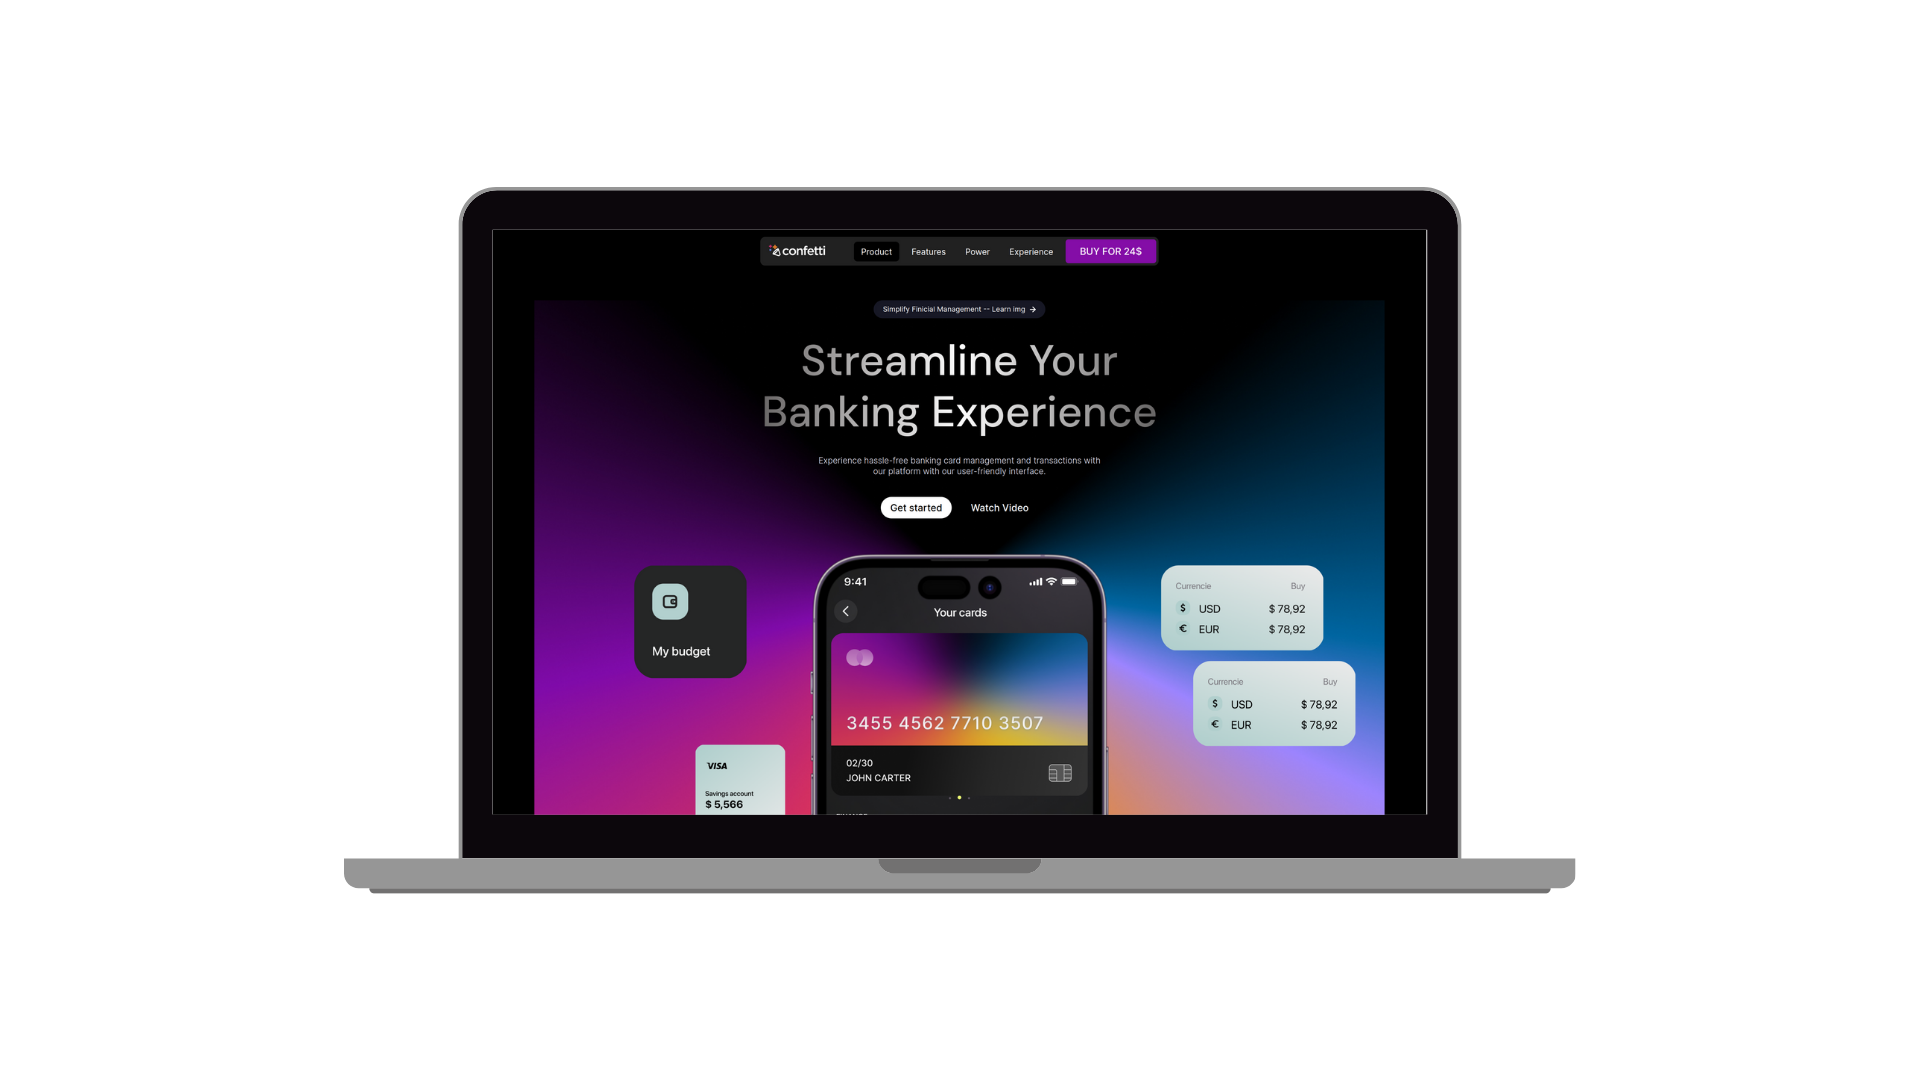 confetti
Product
Features
Power
Experience
BUY FOR 24$
Simplify Finicial Management -- Learn Img →
Streamline Your
Banking Experience
Experience hassle-free banking card management and transactions with
our platform with our user-friendly interface.
Get started
Watch Video
My budget
VISA
Savings account
$ 5,566
9:41
Your cards
3455 4562 7710 3507
02/30
JOHN CARTER
Currencie Buy
$ USD $ 78,92
€ EUR $ 78,92
Currencie Buy
$ USD $ 78,92
€ EUR $ 78,92